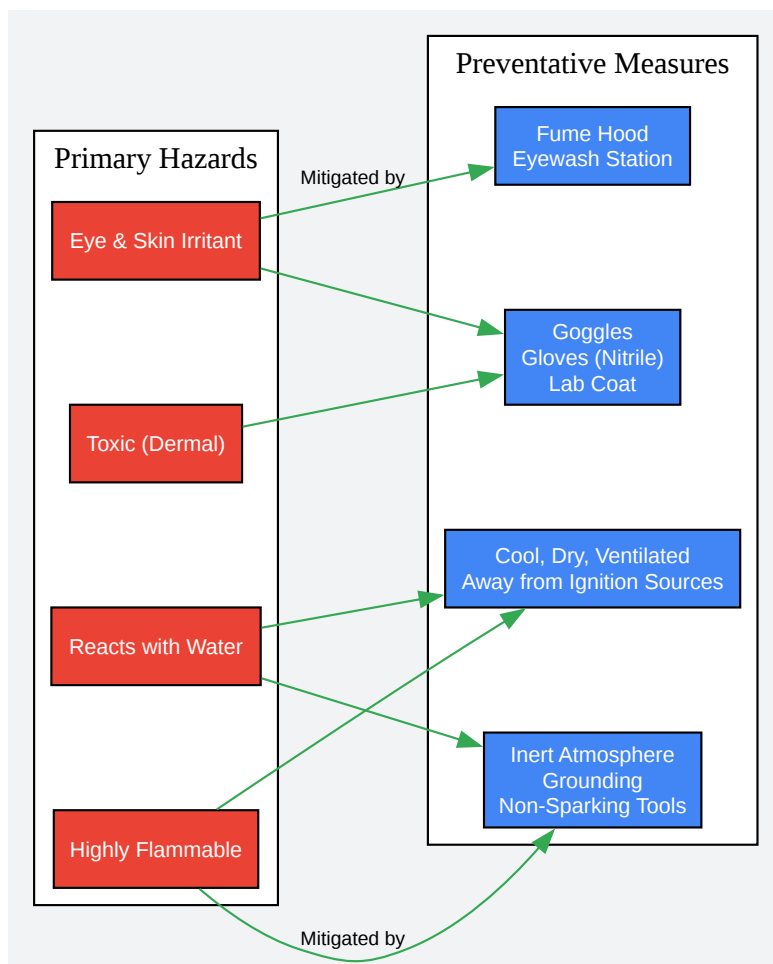 Primary Hazards
Eye & Skin Irritant
Toxic (Dermal)
Reacts with Water
Highly Flammable
Mitigated by
Mitigated by
Preventative Measures
Fume Hood
Eyewash Station
Goggles
Gloves (Nitrile)
Lab Coat
Cool, Dry, Ventilated
Away from Ignition Sources
Inert Atmosphere
Grounding
Non-Sparking Tools